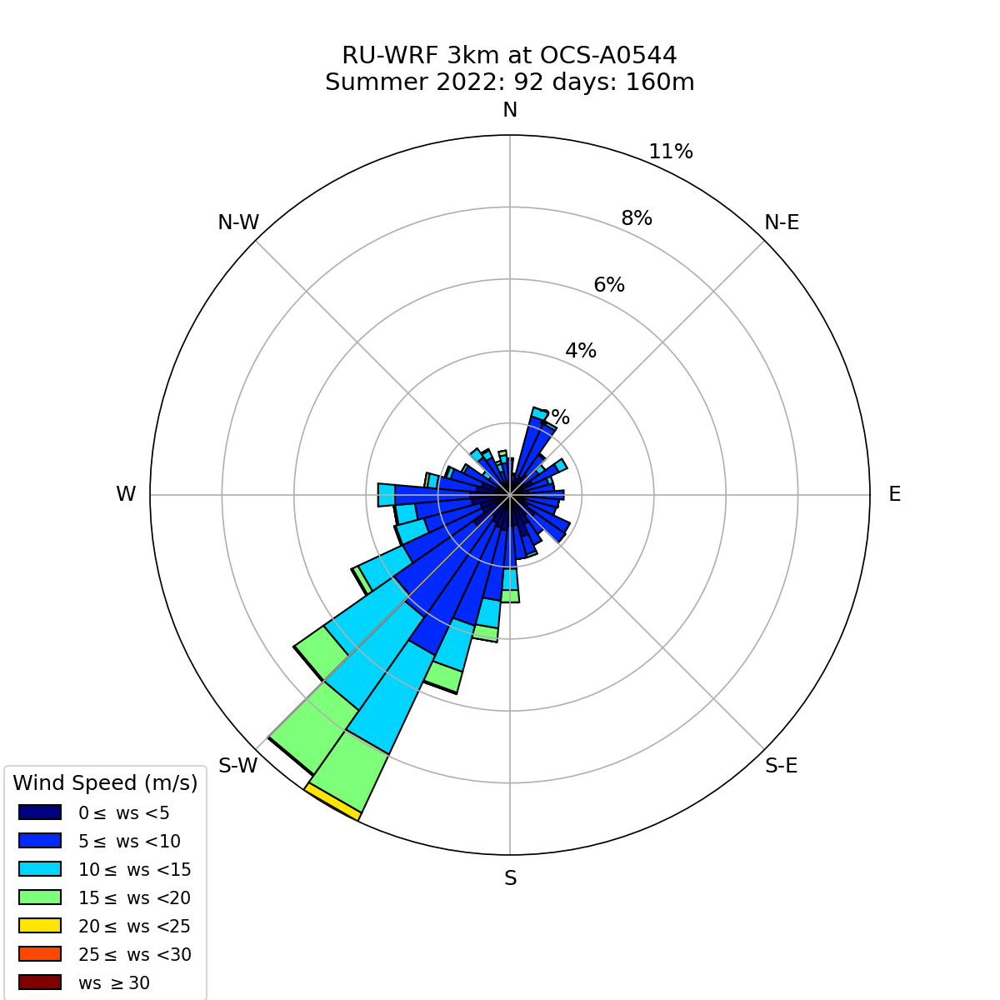 RU-WRF 3km at OCS-A0544
Summer 2022: 92 days: 160m
N
11%
N-W
8%
N-E
6%
4%
2%
W
E
S-W
S-E
S
Wind Speed (m/s)
0 ≤ ws <5
5 ≤ ws <10
10 ≤ ws <15
15 ≤ ws <20
20 ≤ ws <25
25 ≤ ws <30
ws ≥ 30